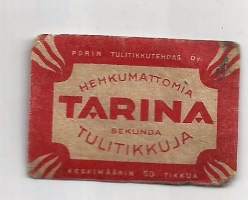 PORIN TULITIKKUTEHDAS Oy.
HEHKUMATTOMIA
TARINA
SEKUNDA
TULITIKKUJA
KESKIMÄÄRIN 50 TIKKUA